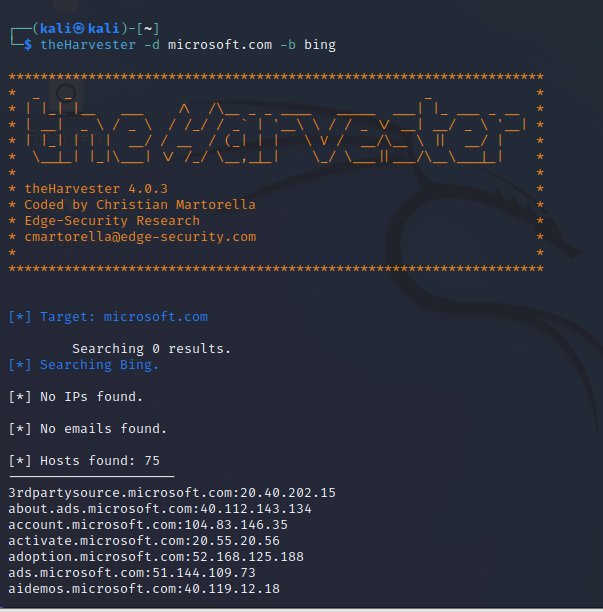 ┌──(kali㉿kali)-[~]
└─$ theHarvester -d microsoft.com -b bing
*******************************************************************
*  _   _                                            _             *
* | |_| |__   ___    /\  /\__ _ _ ____   _____  ___| |_ ___ _ __  *
* | __|  _ \ / _ \  / /_/ / _` | '__\ \ / / _ \/ __| __/ _ \ '__| *
* | |_| | | |  __/ / __  / (_| | |   \ V /  __/\__ \ ||  __/ |    *
*  \__|_| |_|\___| \/ /_/ \__,_|_|    \_/ \___||___/\__\___|_|    *
*                                                                 *
* theHarvester 4.0.3                                              *
* Coded by Christian Martorella                                   *
* Edge-Security Research                                          *
* cmartorella@edge-security.com                                   *
*                                                                 *
*******************************************************************
[*] Target: microsoft.com
Searching 0 results.
[*] Searching Bing.
[*] No IPs found.
[*] No emails found.
[*] Hosts found: 75
---------------------
3rdpartysource.microsoft.com:20.40.202.15
about.ads.microsoft.com:40.112.143.134
account.microsoft.com:104.83.146.35
activate.microsoft.com:20.55.20.56
adoption.microsoft.com:52.168.125.188
ads.microsoft.com:51.144.109.73
aidemos.microsoft.com:40.119.12.18